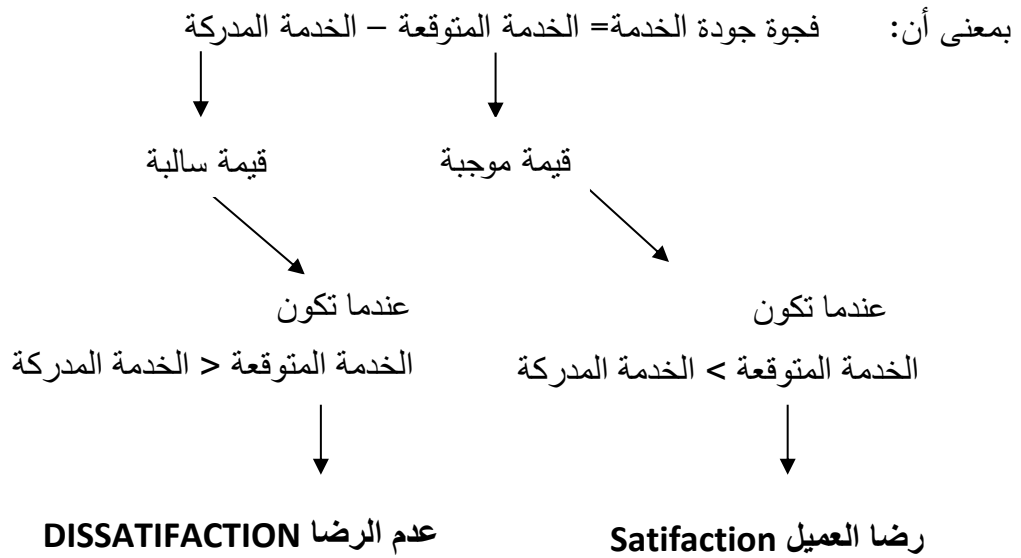 بمعنى أن: فجوة جودة الخدمة= الخدمة المتوقعة – الخدمة المدركة
قيمة موجبة
قيمة سالبة
عندما تكون
الخدمة المتوقعة > الخدمة المدركة
عندما تكون
الخدمة المتوقعة < الخدمة المدركة
رضا العميل Satifaction
عدم الرضا DISSATIFACTION